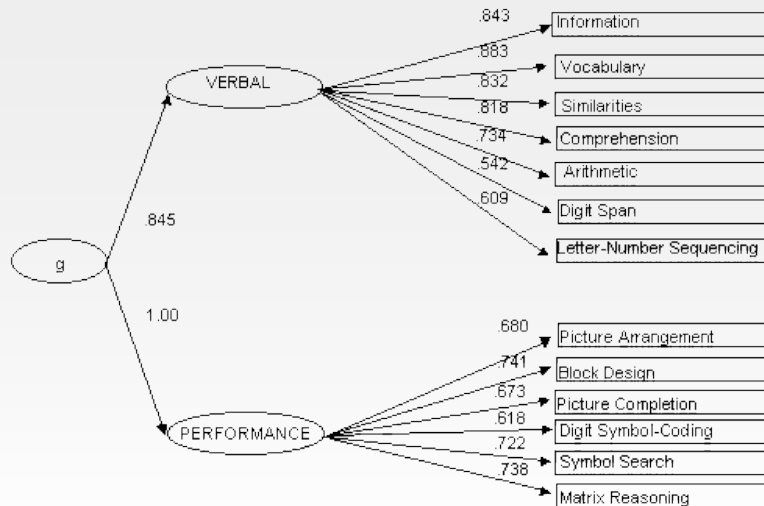 .843
Information
.883
VERBAL
Vocabulary
.832
Similarities
.818
Comprehension
.734
Arithmetic
.542
Digit Span
.609
Letter-Number Sequencing
.845
g
1.00
.680
Picture Arrangement
.741
Block Design
.673
Picture Completion
.618
PERFORMANCE
Digit Symbol-Coding
.722
Symbol Search
.738
Matrix Reasoning